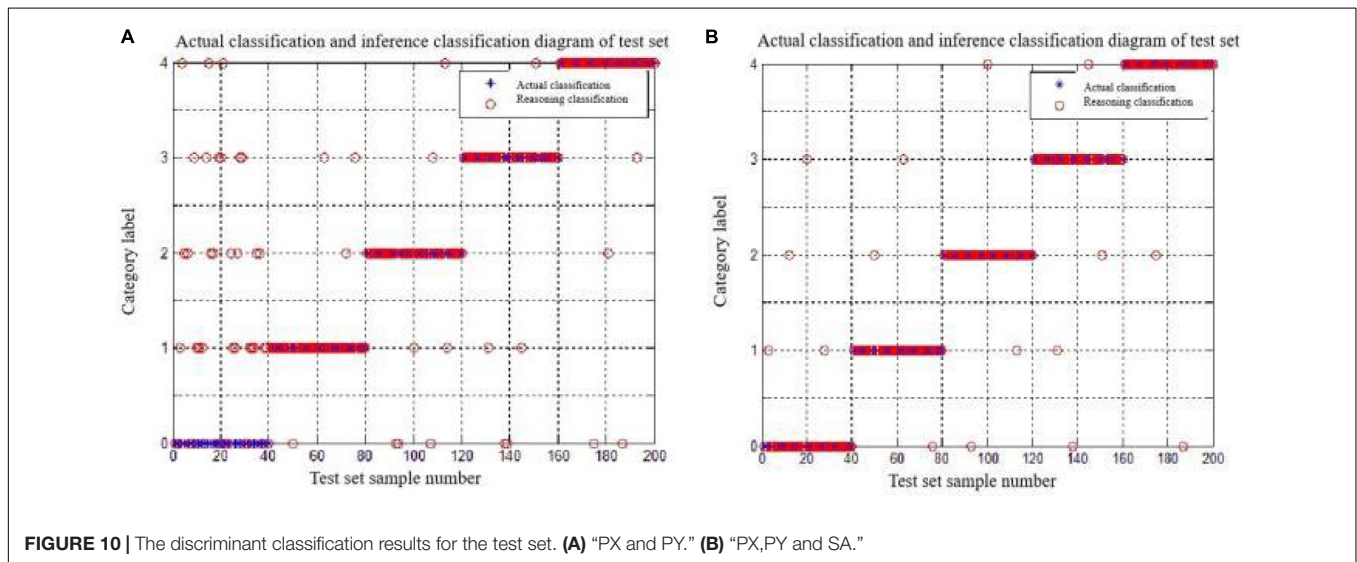 A
Actual classification and inference classification diagram of test set
4
3
2
1
0
Category label
Actual classification
Reasoning classification
0 20 40 60 80 100 120 140 160 180 200
Test set sample number
B
Actual classification and inference classification diagram of test set
4
3
2
1
0
Category label
Actual classification
Reasoning classification
0 20 40 60 80 100 120 140 160 180 200
Test set sample number
FIGURE 10 | The discriminant classification results for the test set. (A) “PX and PY.” (B) “PX,PY and SA.”